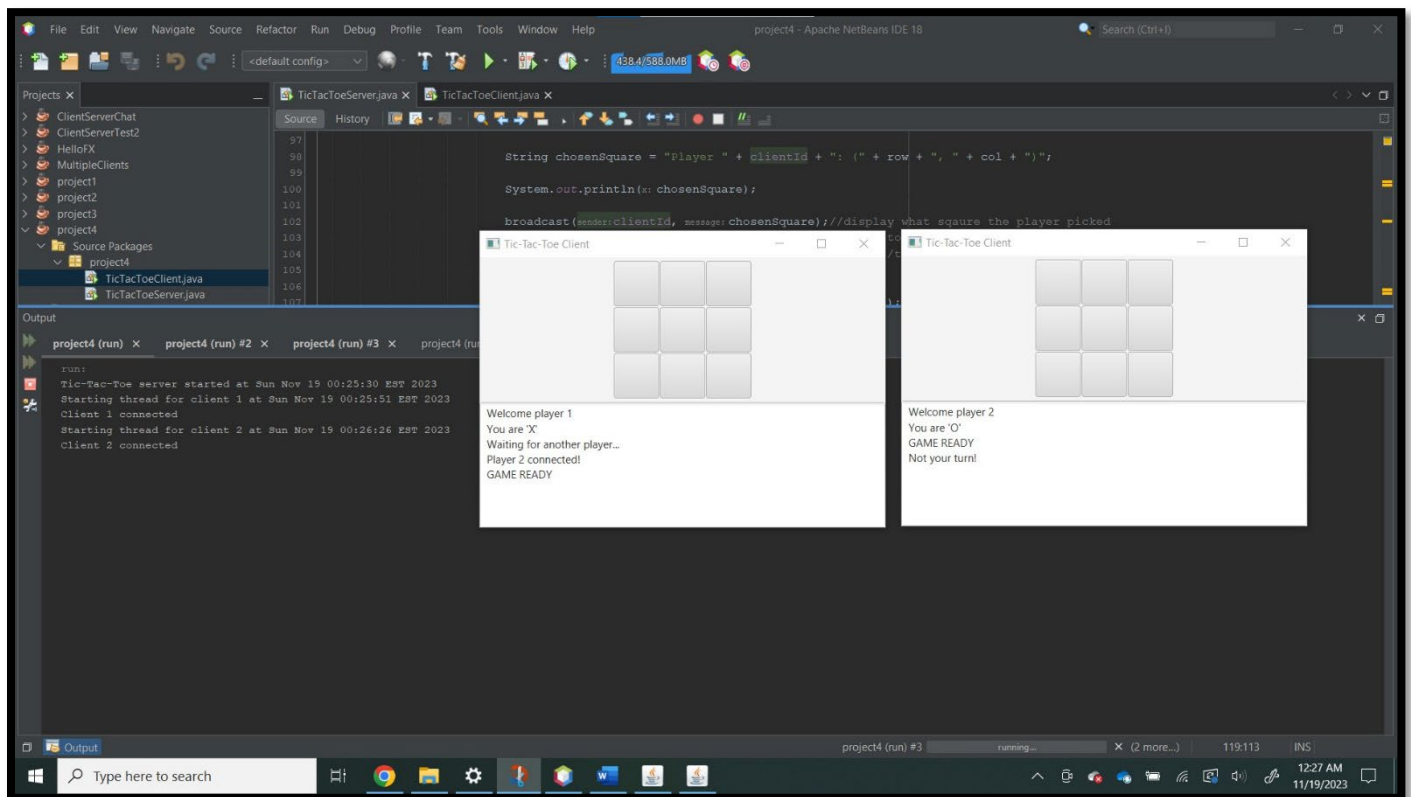 File Edit View Navigate Source Refactor Run Debug Profile Team Tools Window Help project4 - Apache NetBeans IDE 18 Search (Ctrl+I)
<default config> 438.4/588.0MB
Projects
TicTacToeServer.java TicTacToeClient.java
ClientServerChat
ClientServerTest2
HelloFX
MultipleClients
project1
project2
project3
project4
Source Packages
project4
TicTacToeClient.java
TicTacToeServer.java
Source History
97
98 String chosenSquare = "Player " + clientId + ": (" + row + ", " + col + ")";
99
100 System.out.println(x: chosenSquare);
101
102 broadcast(sender:clientId, message: chosenSquare);//display what sqaure the player picked
103
104
105
106
107
Output
project4 (run) project4 (run) #2 project4 (run) #3 project4 (ru
run:
Tic-Tac-Toe server started at Sun Nov 19 00:25:30 EST 2023
Starting thread for client 1 at Sun Nov 19 00:25:51 EST 2023
Client 1 connected
Starting thread for client 2 at Sun Nov 19 00:26:26 EST 2023
Client 2 connected
Tic-Tac-Toe Client
Welcome player 1
You are 'X'
Waiting for another player...
Player 2 connected!
GAME READY
Tic-Tac-Toe Client
Welcome player 2
You are 'O'
GAME READY
Not your turn!
Output project4 (run) #3 running... (2 more...) 119:113 INS
Type here to search
12:27 AM
11/19/2023